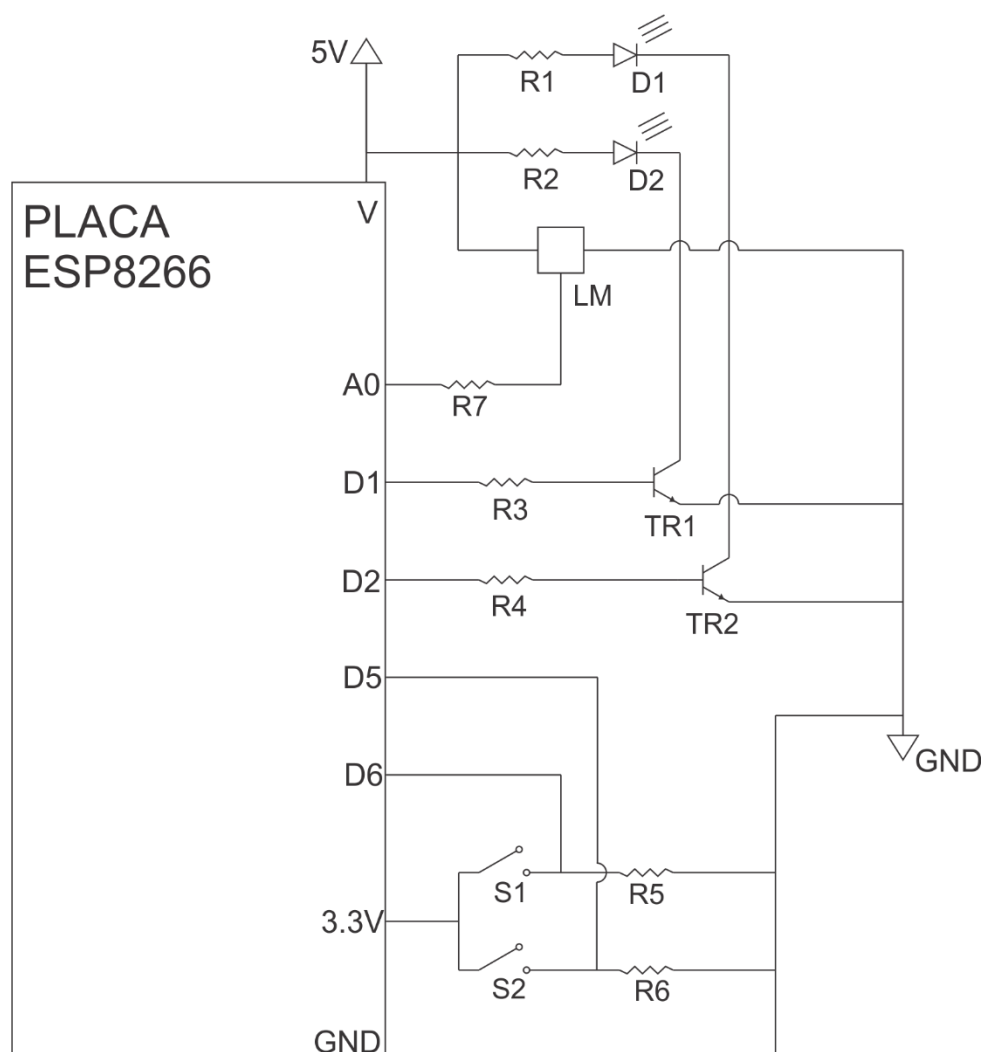 5V
R1
D1
R2
D2
V
PLACA
ESP8266
LM
A0
R7
D1
R3
TR1
D2
R4
TR2
D5
GND
D6
S1
R5
3.3V
S2
R6
GND